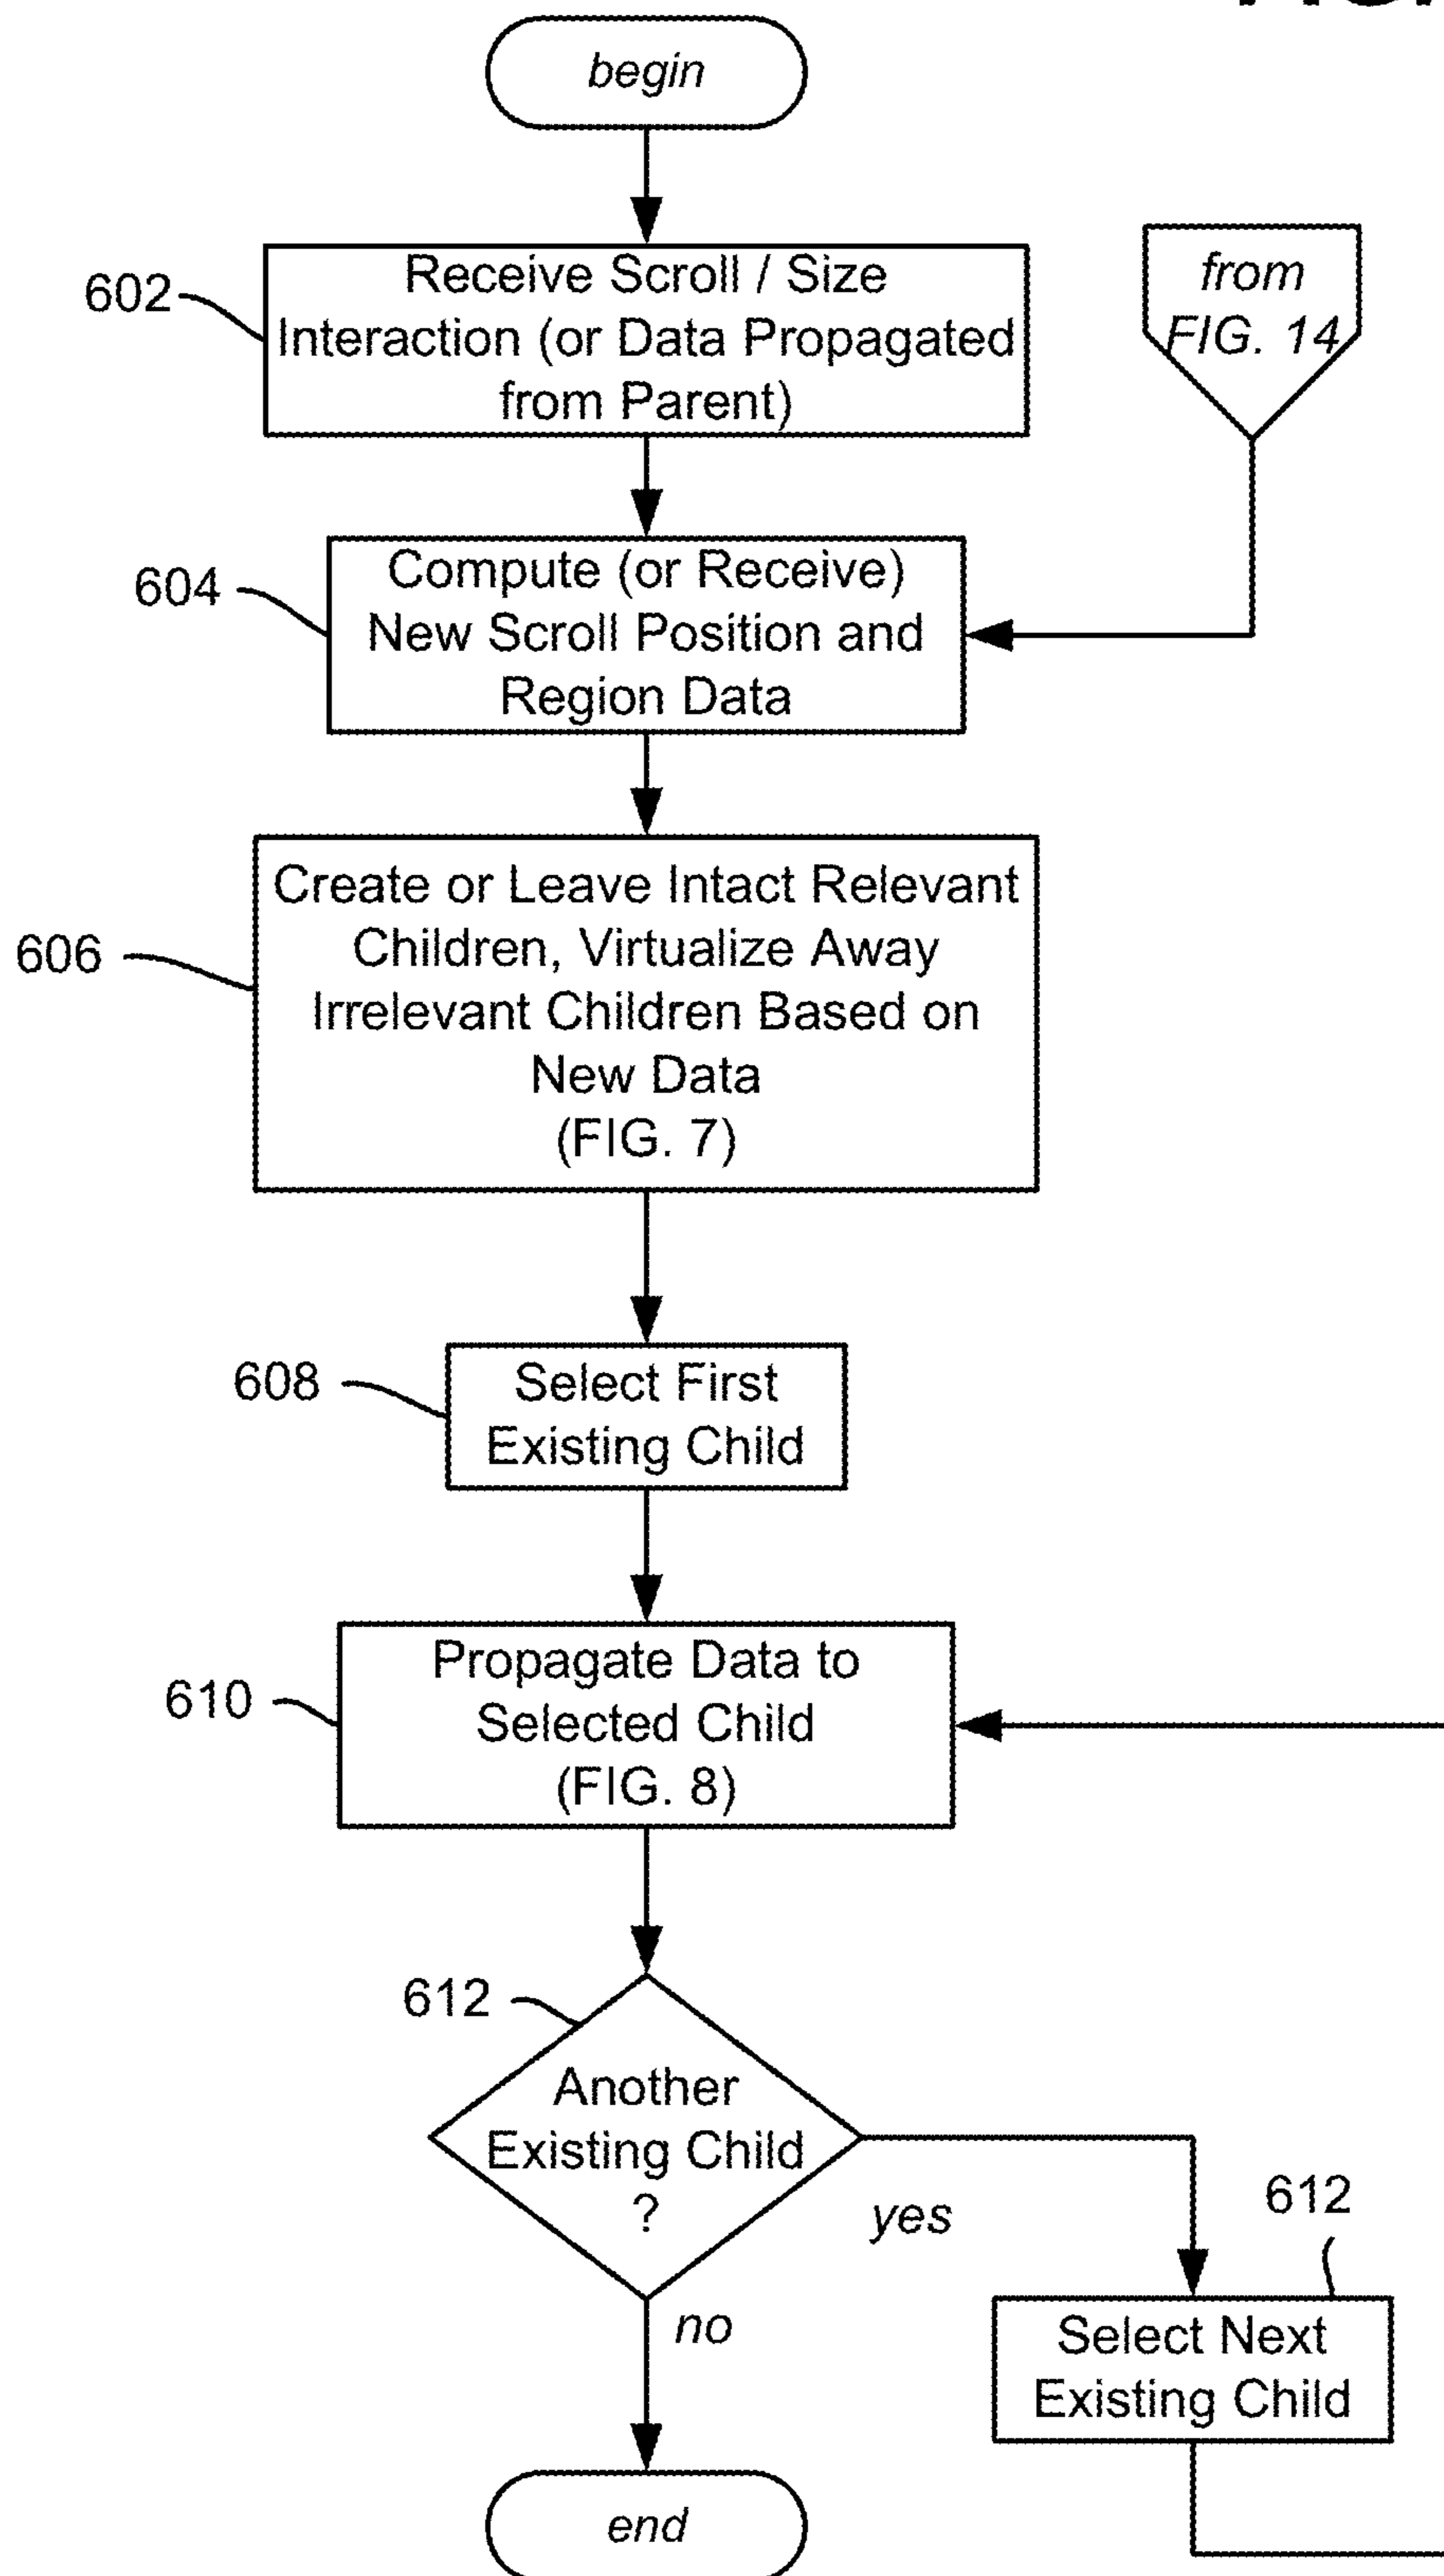 begin
602
Receive Scroll / Size
Interaction (or Data Propagated
from Parent)
from
FIG. 14
604
Compute (or Receive)
New Scroll Position and
Region Data
606
Create or Leave Intact Relevant
Children, Virtualize Away
Irrelevant Children Based on
New Data
(FIG. 7)
608
Select First
Existing Child
610
Propagate Data to
Selected Child
(FIG. 8)
612
Another
Existing Child
?
yes
no
612
Select Next
Existing Child
end